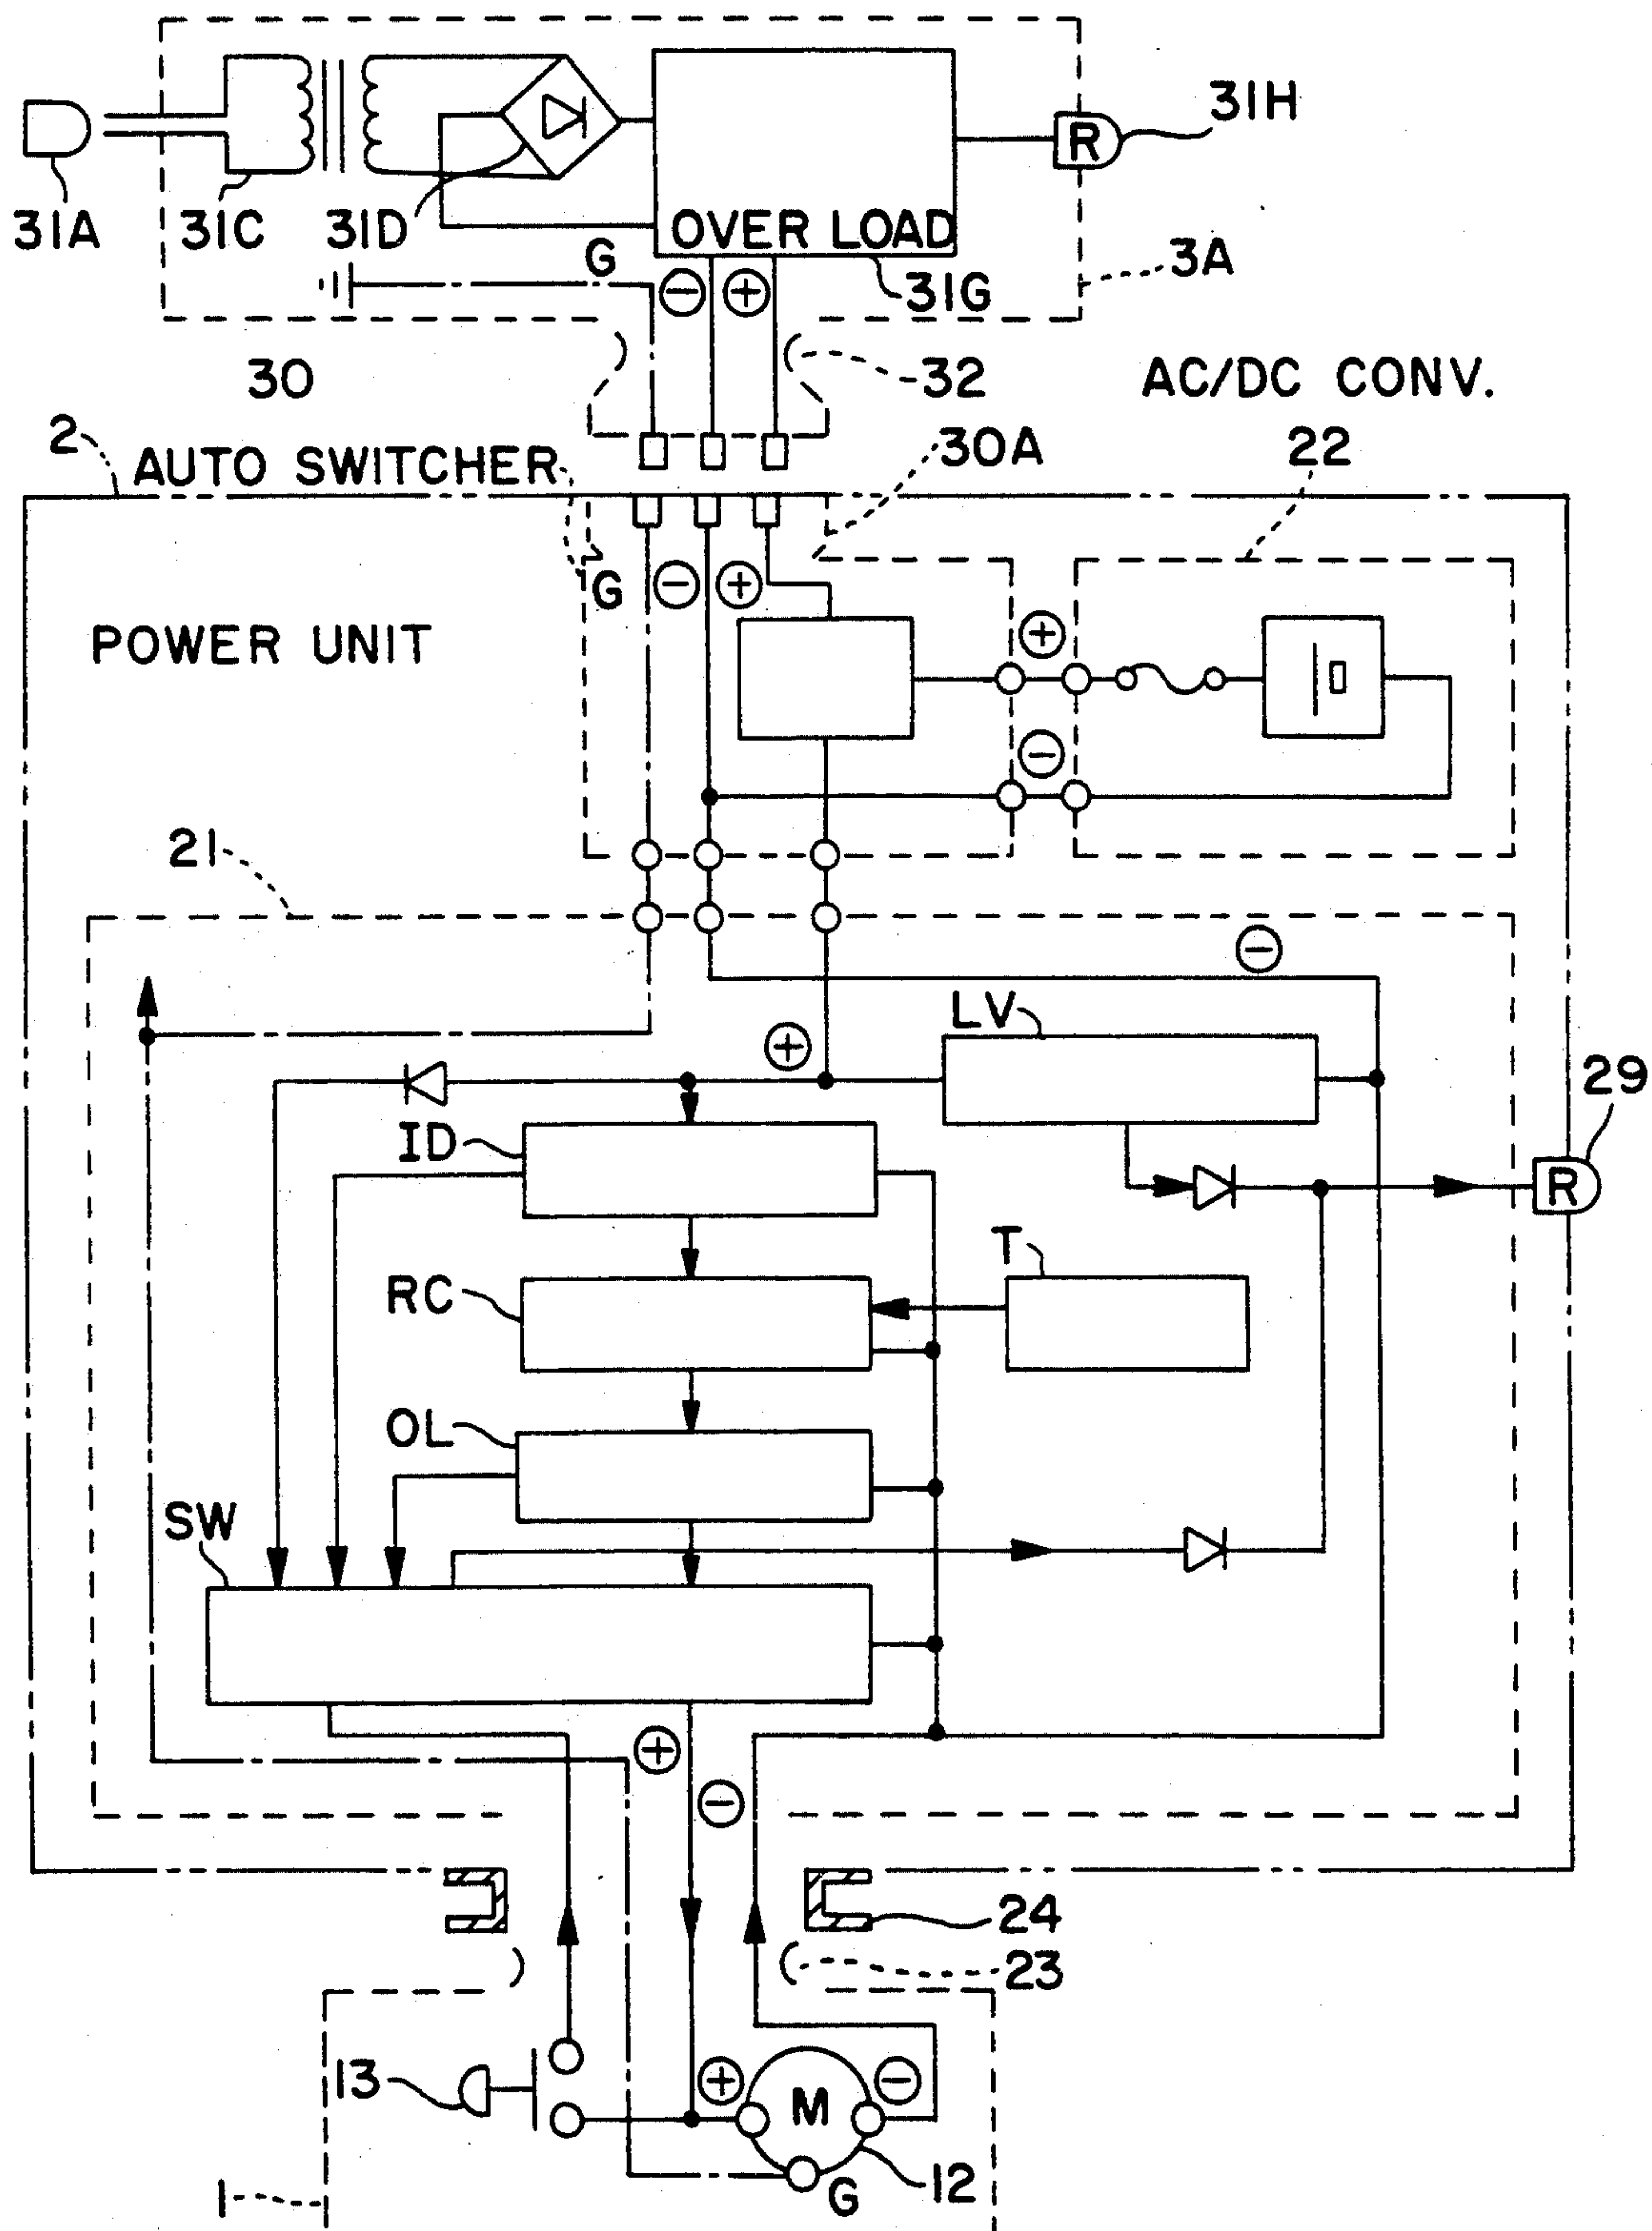 31H
R
31A
31C
31D
OVER LOAD
G
⊖
⊕
31G
3A
30
32
AC/DC CONV.
2
AUTO SWITCHER
30A
22
G
⊖
⊕
POWER UNIT
⊕
⊖
21
⊖
LV
⊕
29
ID
R
T
RC
OL
SW
⊕
⊖
24
23
13
⊕
M
⊖
1
G
12